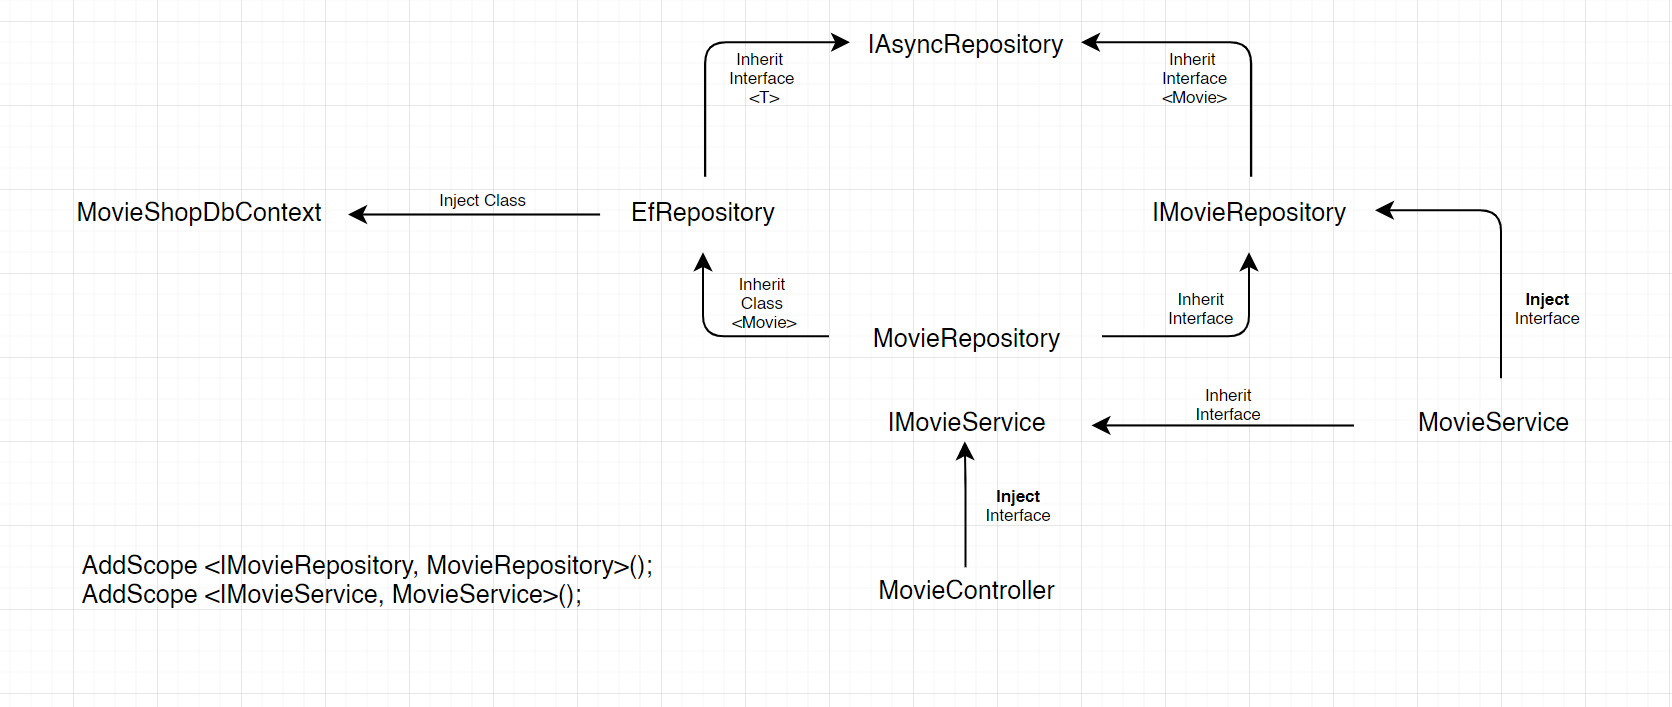 IAsyncRepository
Inherit
Interface
<T>
Inherit
Interface
<Movie>
MovieShopDbContext
Inject Class
EfRepository
IMovieRepository
Inherit
Class
<Movie>
Inherit
Interface
Inject
Interface
MovieRepository
IMovieService
Inherit
Interface
MovieService
Inject
Interface
AddScope <IMovieRepository, MovieRepository>();
AddScope <IMovieService, MovieService>();
MovieController